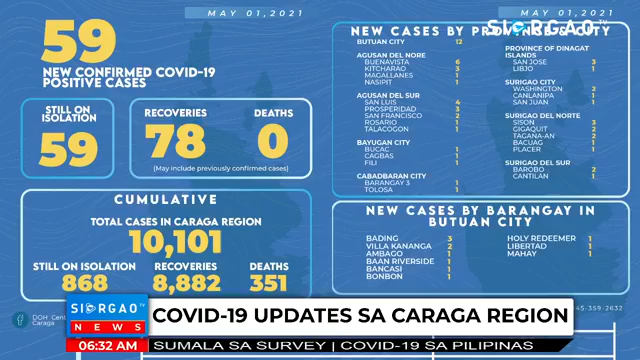 MAY 01,2021
59
NEW CONFIRMED COVID-19
POSITIVE CASES
STILL ON
ISOLATION
59
RECOVERIES
78
DEATHS
0
(May include previously confirmed cases)
CUMULATIVE
TOTAL CASES IN CARAGA REGION
10,101
STILL ON ISOLATION
868
RECOVERIES
8,882
DEATHS
351
MAY 01,2021
SIARGAO TV
NEW CASES BY PROVINCE & CITY
BUTUAN CITY 12
AGUSAN DEL NORE
BUENAVISTA 6
KITCHARAO 3
MAGALLANES 1
NASIPIT 1
AGUSAN DEL SUR
SAN LUIS 4
PROSPERIDAD 3
SAN FRANCISCO 2
ROSARIO 1
TALACOGON 1
BAYUGAN CITY
BUCAC 1
CAGBAS 1
FILI 1
CABADBARAN CITY
BARANGAY 3 1
TOLOSA 1
PROVINCE OF DINAGAT
ISLANDS
SAN JOSE 3
LIBJO 1
SURIGAO CITY
WASHINGTON 2
CANLANIPA 1
SAN JUAN 1
SURIGAO DEL NORTE
SISON 3
GIGAQUIT 2
TAGANA-AN 2
BACUAG 1
PLACER 1
SURIGAO DEL SUR
BAROBO 2
CANTILAN 1
NEW CASES BY BARANGAY IN
BUTUAN CITY
BADING 3
VILLA KANANGA 2
AMBAGO 1
BAAN RIVERSIDE 1
BANCASI 1
BONBON 1
HOLY REDEEMER 1
LIBERTAD 1
MAHAY 1
DOH
Caraga
45-359-2632
SIARGAO TV
NEWS
06:32 AM
COVID-19 UPDATES SA CARAGA REGION
SUMALA SA SURVEY | COVID-19 SA PILIPINAS